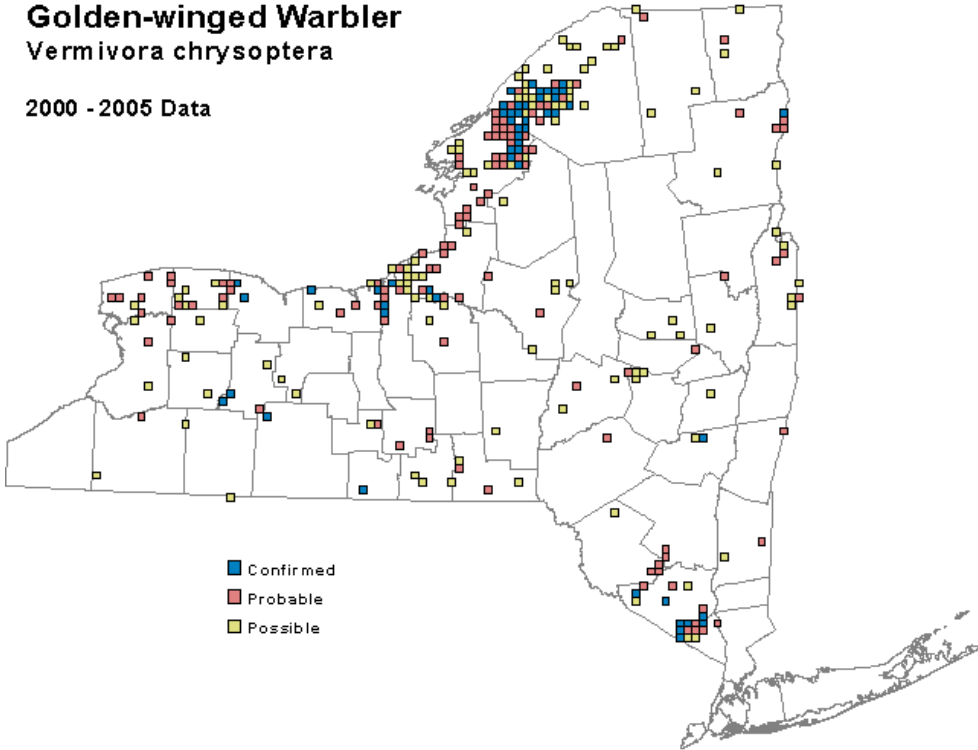 Golden-winged Warbler
Vermivora chrysoptera
2000 - 2005 Data
Confirmed
Probable
Possible